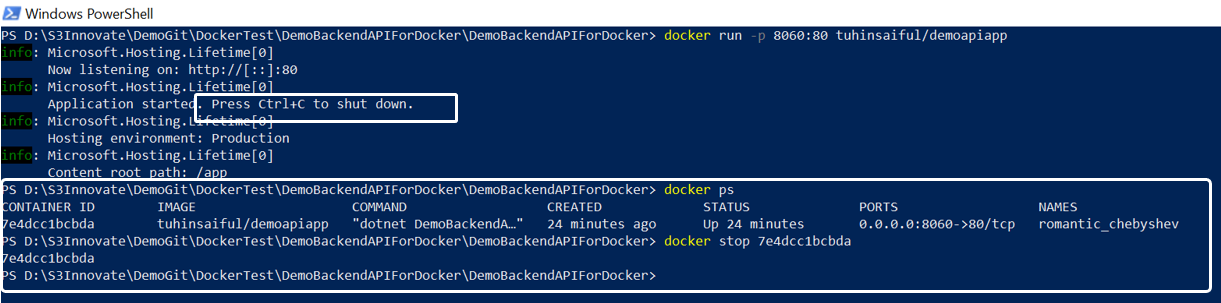 Windows PowerShell
PS D:\S3Innovate\DemoGit\DockerTest\DemoBackendAPIForDocker\DemoBackendAPIForDocker> docker run -p 8060:80 tuhinsaiful/demoapiapp
info: Microsoft.Hosting.Lifetime[0]
Now listening on: http://[::]:80
info: Microsoft.Hosting.Lifetime[0]
Application started. Press Ctrl+C to shut down.
info: Microsoft.Hosting.Lifetime[0]
Hosting environment: Production
info: Microsoft.Hosting.Lifetime[0]
Content root path: /app
PS D:\S3Innovate\DemoGit\DockerTest\DemoBackendAPIForDocker\DemoBackendAPIForDocker> docker ps
CONTAINER ID IMAGE COMMAND CREATED STATUS PORTS NAMES
7e4dcc1bcbda tuhinsaiful/demoapiapp "dotnet DemoBackendA…" 24 minutes ago Up 24 minutes 0.0.0.0:8060->80/tcp romantic_chebyshev
PS D:\S3Innovate\DemoGit\DockerTest\DemoBackendAPIForDocker\DemoBackendAPIForDocker> docker stop 7e4dcc1bcbda
7e4dcc1bcbda
PS D:\S3Innovate\DemoGit\DockerTest\DemoBackendAPIForDocker\DemoBackendAPIForDocker>